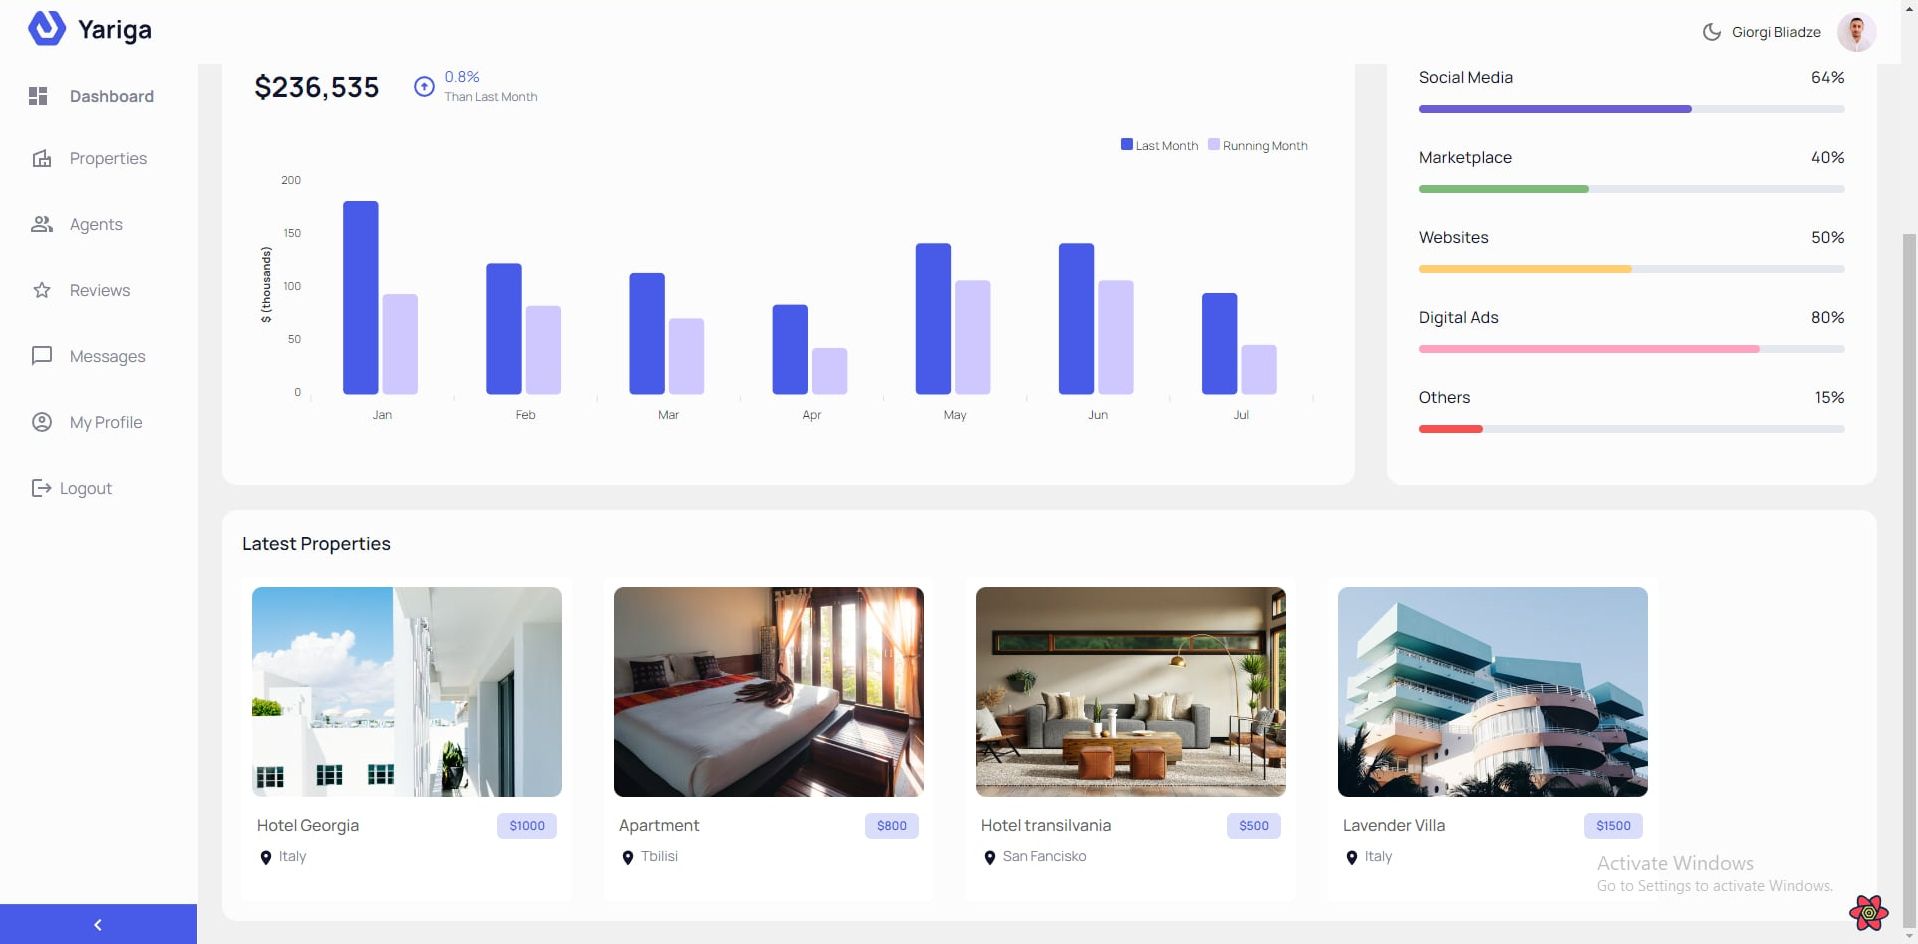 Yariga
Giorgi Bliadze
Dashboard
Properties
Agents
Reviews
Messages
My Profile
Logout
$236,535
0.8%
Than Last Month
Last Month
Running Month
$ (thousands)
200
150
100
50
0
Jan
Feb
Mar
Apr
May
Jun
Jul
Social Media 64%
Marketplace 40%
Websites 50%
Digital Ads 80%
Others 15%
Latest Properties
Hotel Georgia $1000
Italy
Apartment $800
Tbilisi
Hotel transilvania $500
San Fancisko
Lavender Villa $1500
Italy
Activate Windows
Go to Settings to activate Windows.